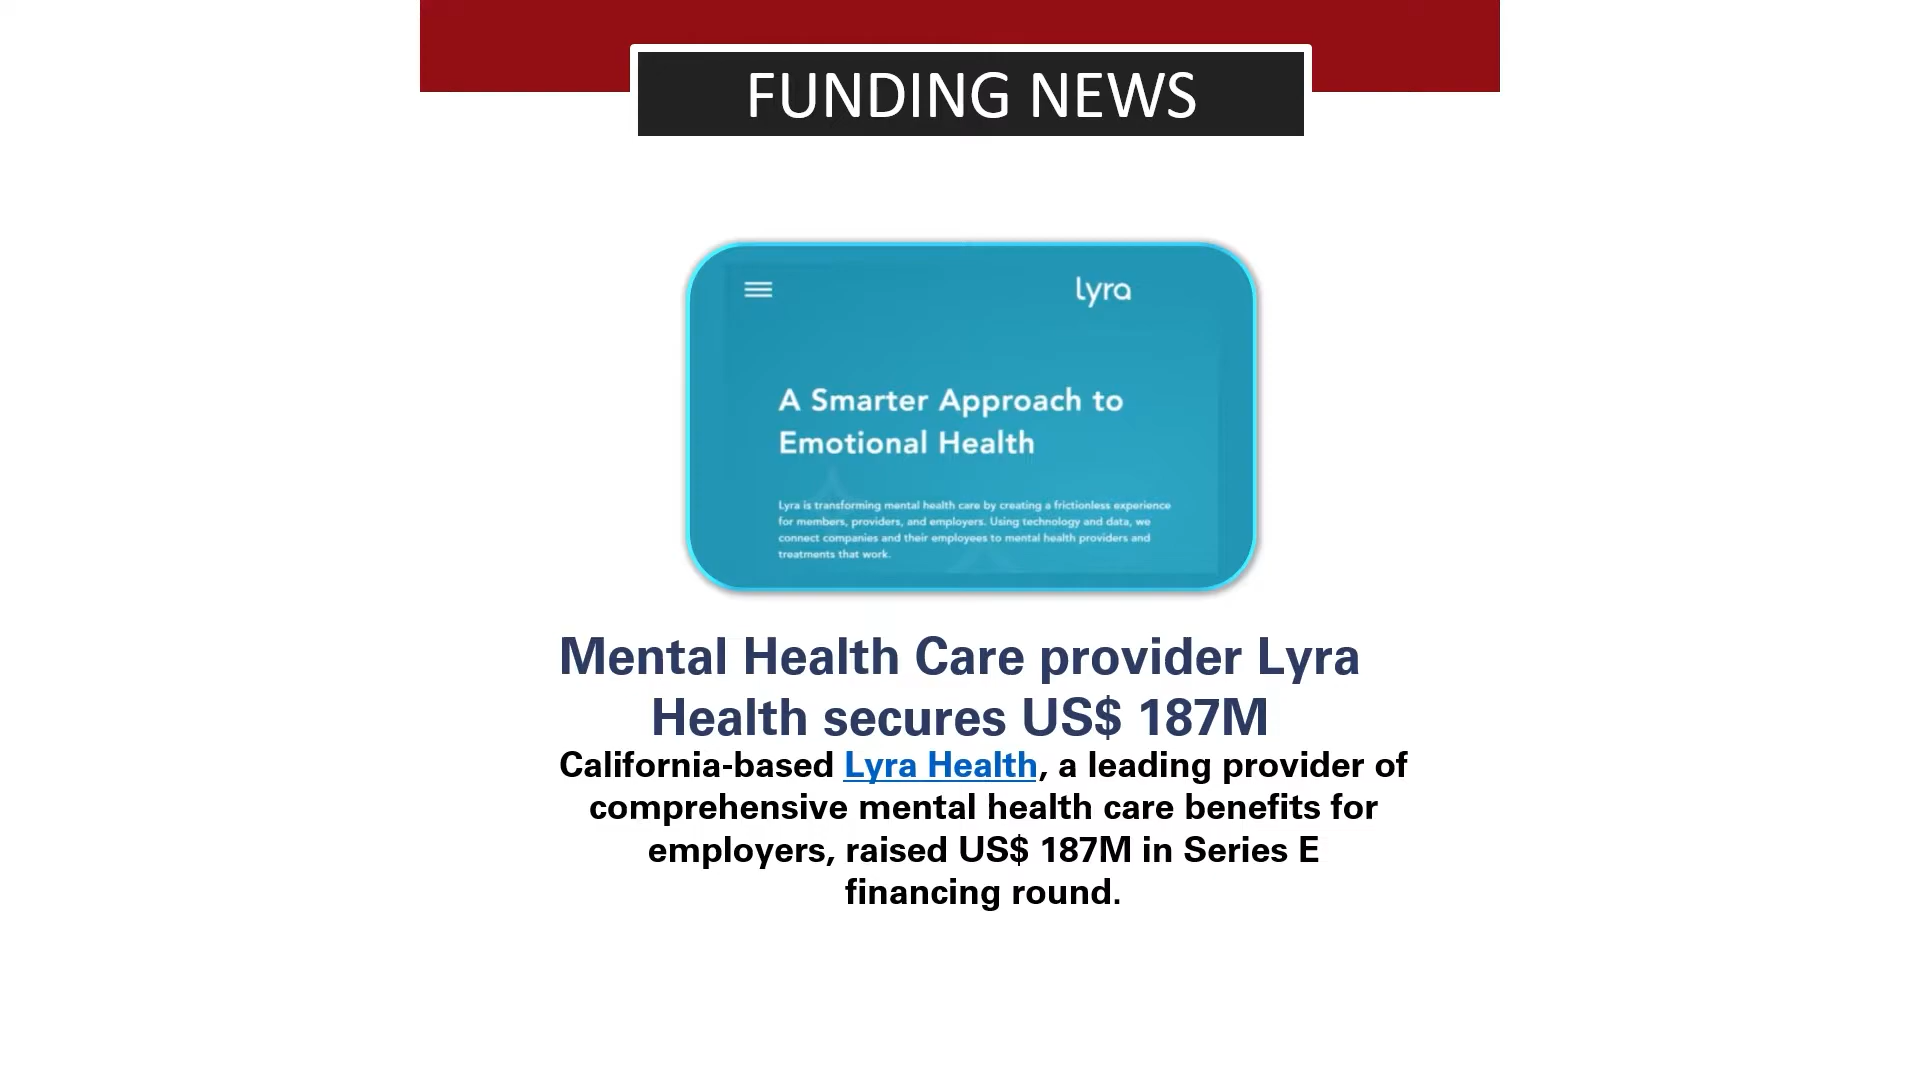 FUNDING NEWS
lyra
A Smarter Approach to
Emotional Health
Lyra is transforming mental health care by creating a frictionless experience
for members, providers, and employers. Using technology and data, we
connect companies and their employees to mental health providers and
treatments that work.
Mental Health Care provider Lyra
Health secures US$ 187M
California-based Lyra Health, a leading provider of
comprehensive mental health care benefits for
employers, raised US$ 187M in Series E
financing round.